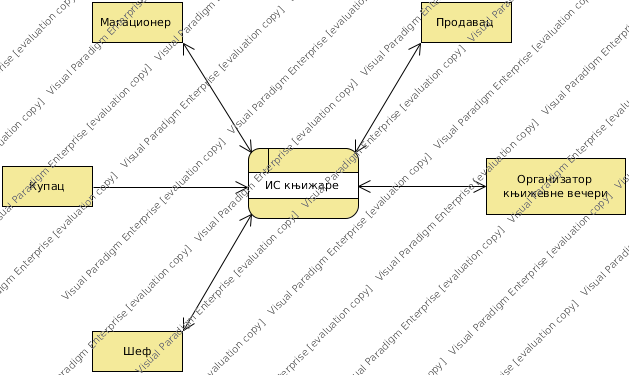 Магационер
Продавац
Купац
ИС књижаре
Организатор
књижевне вечери
Шеф
Visual Paradigm Enterprise [evaluation copy]